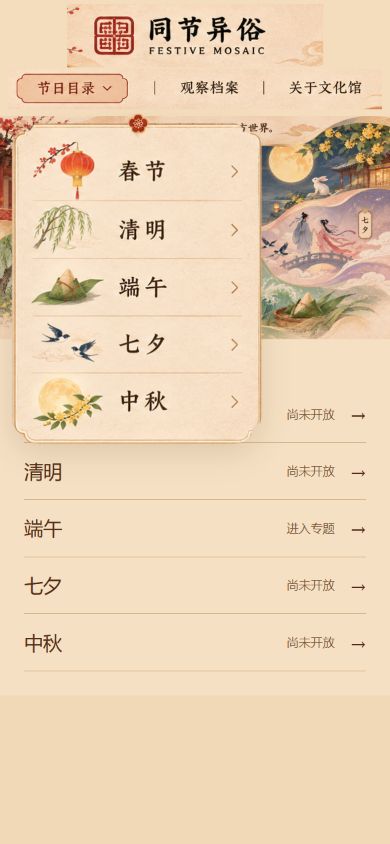 同节异俗
FESTIVE MOSAIC
节日目录
观察档案
关于文化馆
方世界。
春节
清明
端午
七夕
中秋
七夕
尚未开放 →
清明 尚未开放 →
端午 进入专题 →
七夕 尚未开放 →
中秋 尚未开放 →